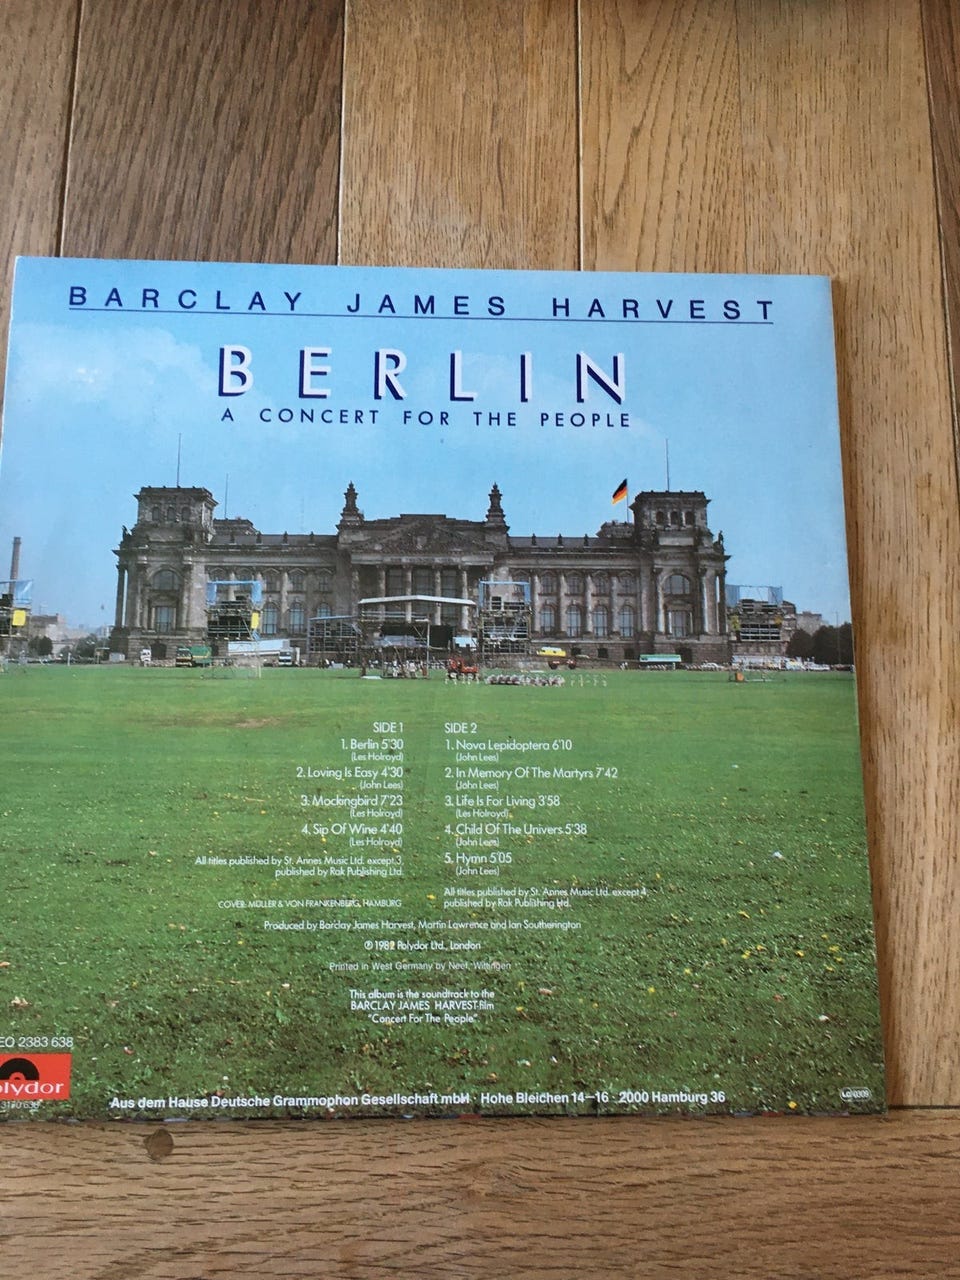 BARCLAY JAMES HARVEST
BERLIN
A CONCERT FOR THE PEOPLE
SIDE 1
1. Berlin 5'30
(Les Holroyd)
2. Loving Is Easy 4'30
(John Lees)
3. Mockingbird 7'23
(Les Holroyd)
4. Sip Of Wine 4'40
(Les Holroyd)
All titles published by St. Annes Music Ltd. except 3,
published by Rak Publishing Ltd.
COVER: MÜLLER & VON FRANKENBERG, HAMBURG
SIDE 2
1. Nova Lepidoptera 6'10
(John Lees)
2. In Memory Of The Martyrs 7'42
(John Lees)
3. Life Is For Living 3'58
(Les Holroyd)
4. Child Of The Univers 5'38
(John Lees)
5. Hymn 5'05
(John Lees)
All titles published by St. Annes Music Ltd. except 4,
published by Rak Publishing Ltd.
Produced by Barclay James Harvest, Martin Lawrence and Ian Southerington
℗ 1982 Polydor Ltd., London
Printed in West Germany by Neef, Wittingen
This album is the soundtrack to the
BARCLAY JAMES HARVEST-film
"Concert For The People"
EO 2383 638
olydor
3170 638
Aus dem Hause Deutsche Grammophon Gesellschaft mbH · Hohe Bleichen 14–16 · 2000 Hamburg 36
LC 0309